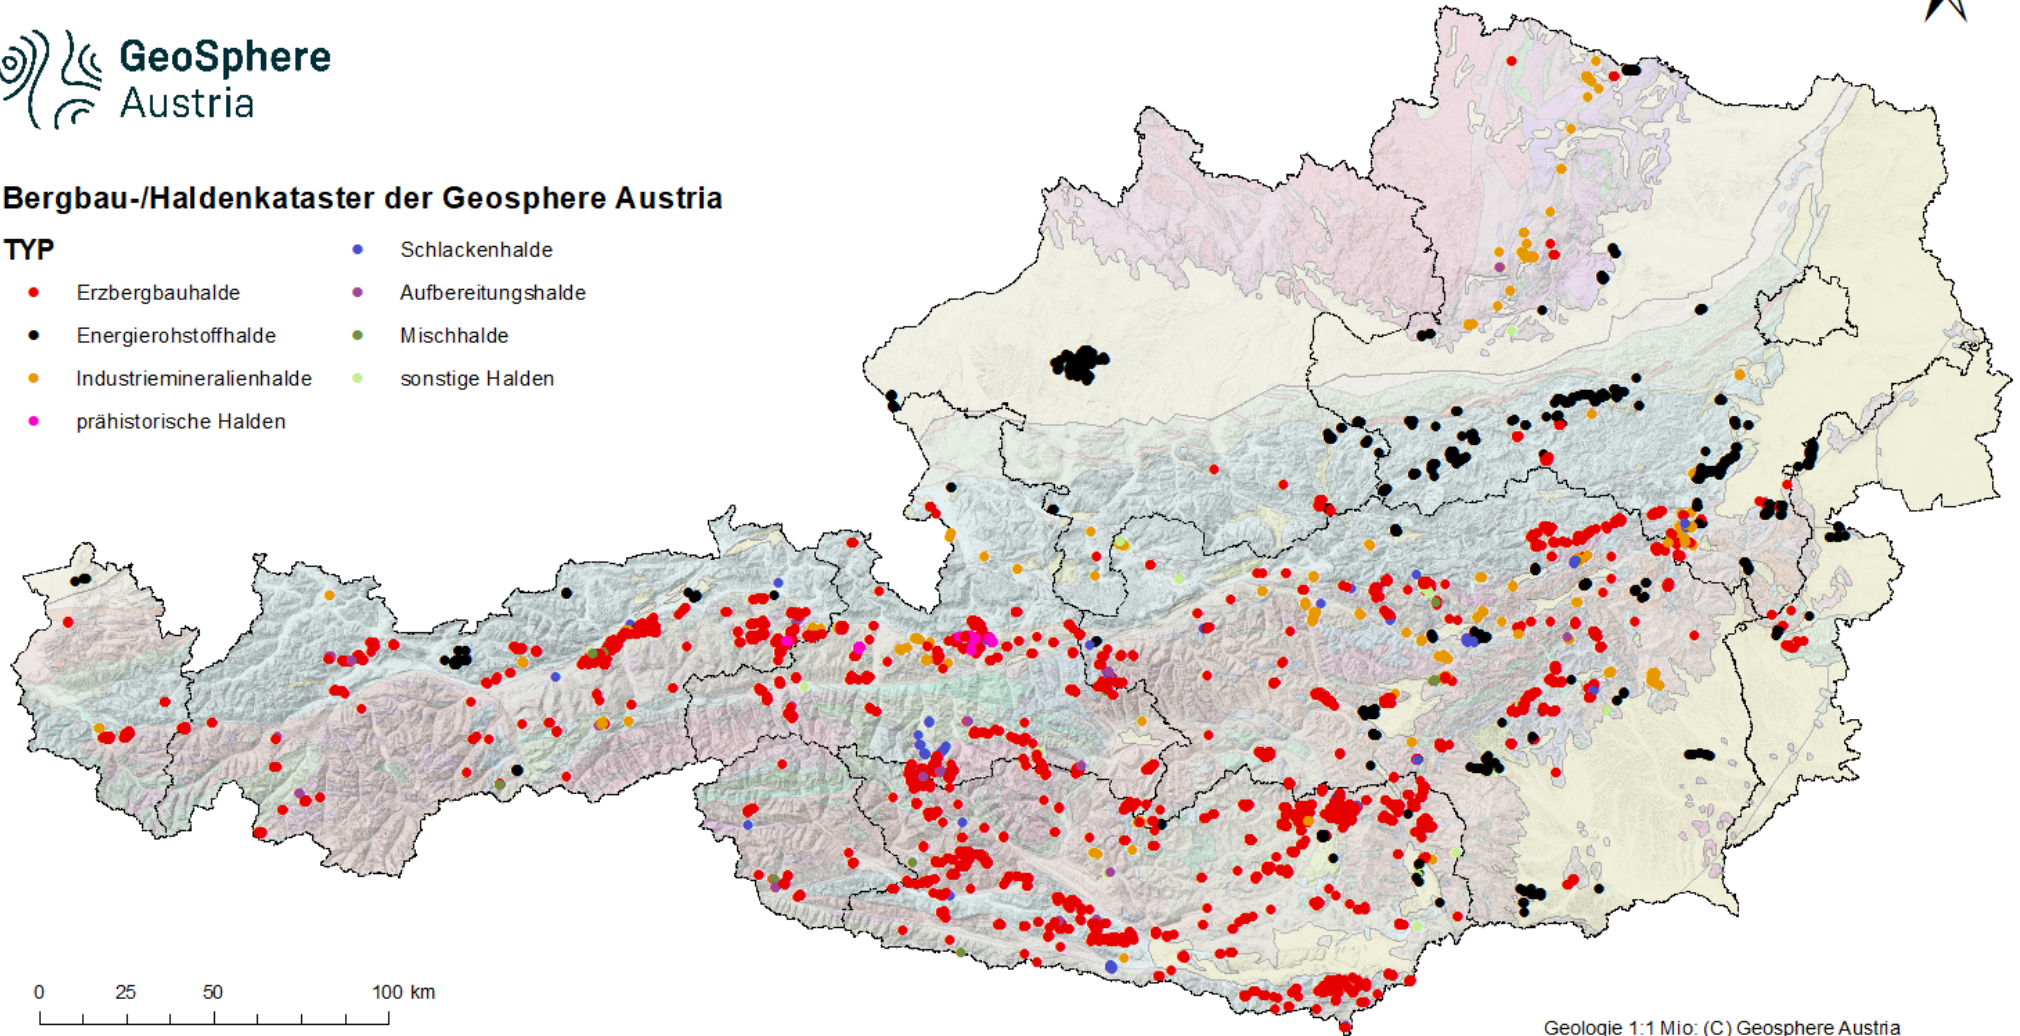 GeoSphere
Austria
Bergbau-/Haldenkataster der Geosphere Austria
TYP
Erzbergbauhalde
Energierohstoffhalde
Industriemineralienhalde
prähistorische Halden
Schlackenhalde
Aufbereitungshalde
Mischhalde
sonstige Halden
0 25 50 100 km
Geologie 1:1 Mio: (C) Geosphere Austria